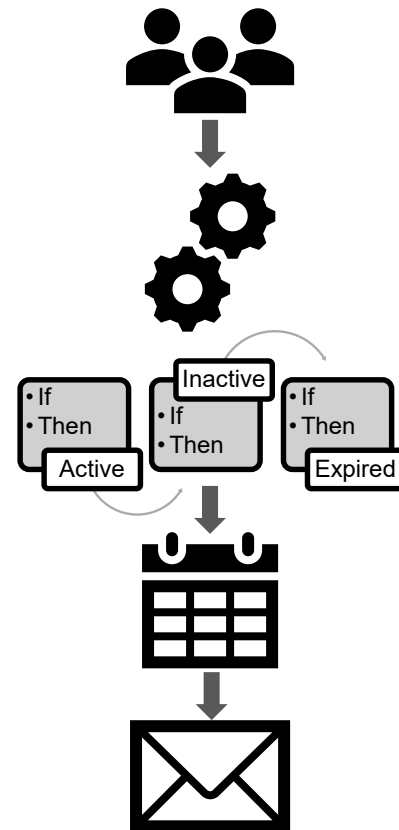 • If
• Then
Active
Inactive
• If
• Then
• If
• Then
Expired